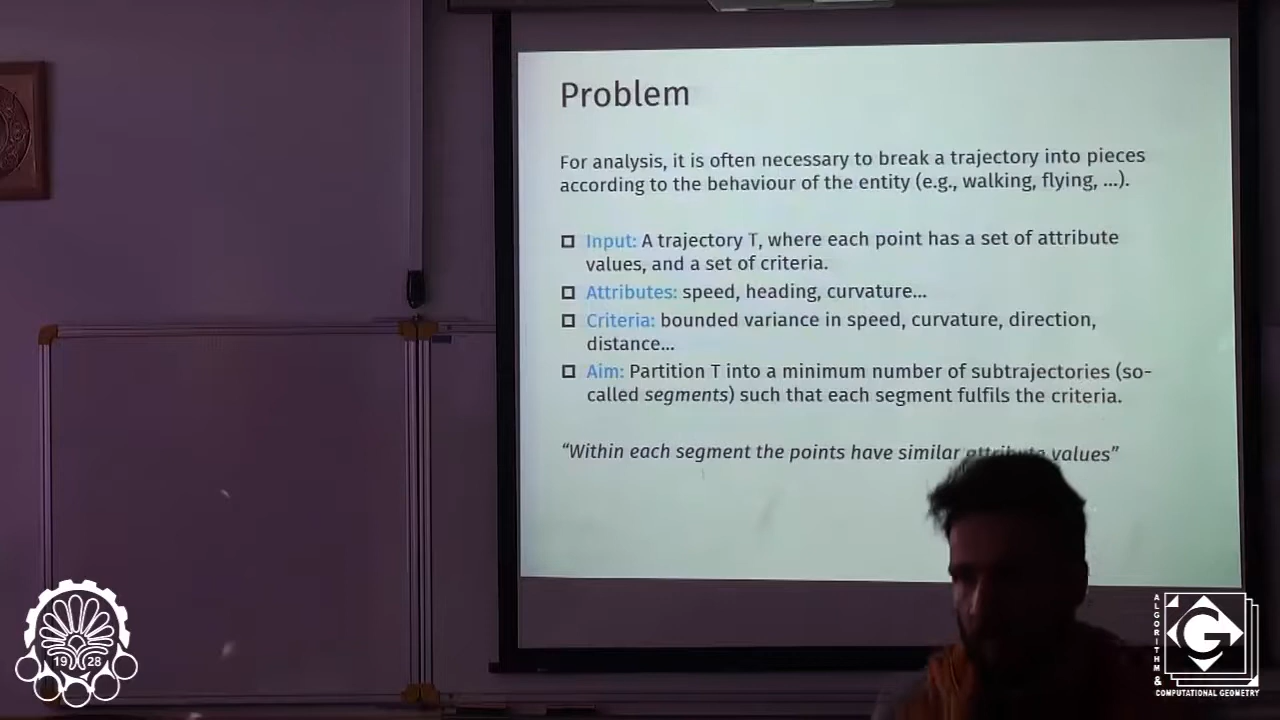 Problem
For analysis, it is often necessary to break a trajectory into pieces
according to the behaviour of the entity (e.g., walking, flying, ...).
Input: A trajectory T, where each point has a set of attribute
values, and a set of criteria.
Attributes: speed, heading, curvature...
Criteria: bounded variance in speed, curvature, direction,
distance...
Aim: Partition T into a minimum number of subtrajectories (so-
called segments) such that each segment fulfils the criteria.
“Within each segment the points have similar attribute values”
19 28
ALGORITHM &
G
COMPUTATIONAL GEOMETRY